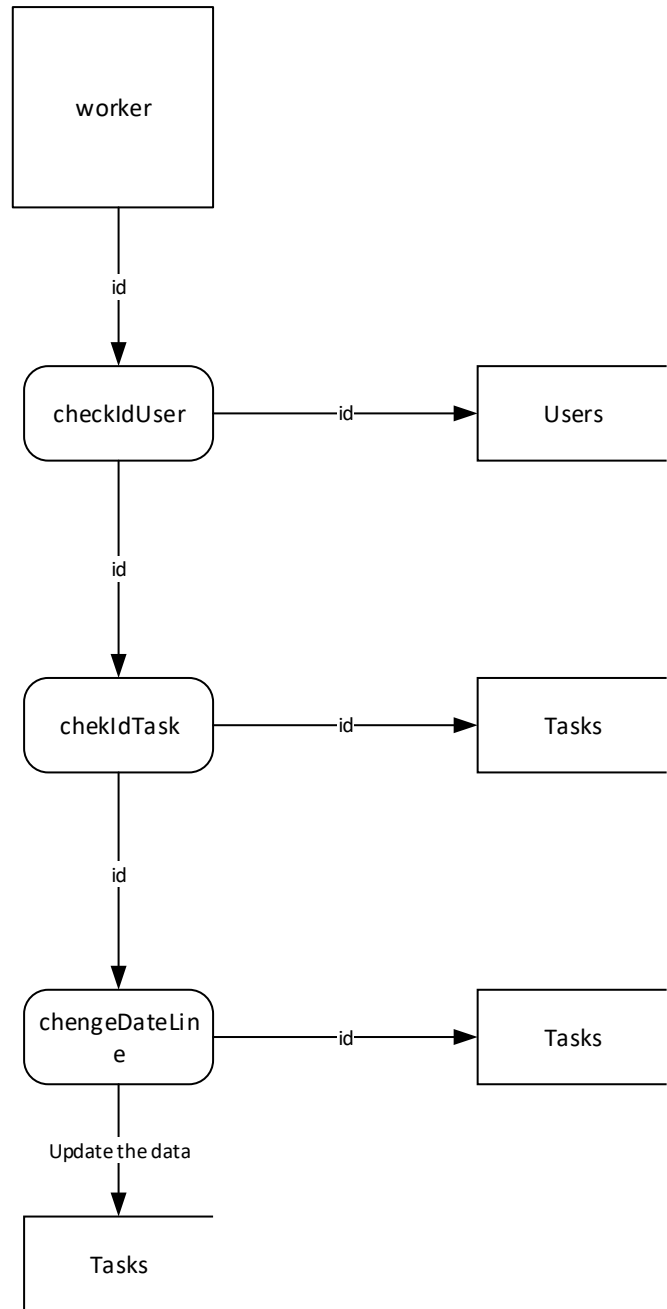 worker
id
checkIdUser
id
Users
id
chekIdTask
id
Tasks
id
chengeDateLin
e
id
Tasks
Update the data
Tasks